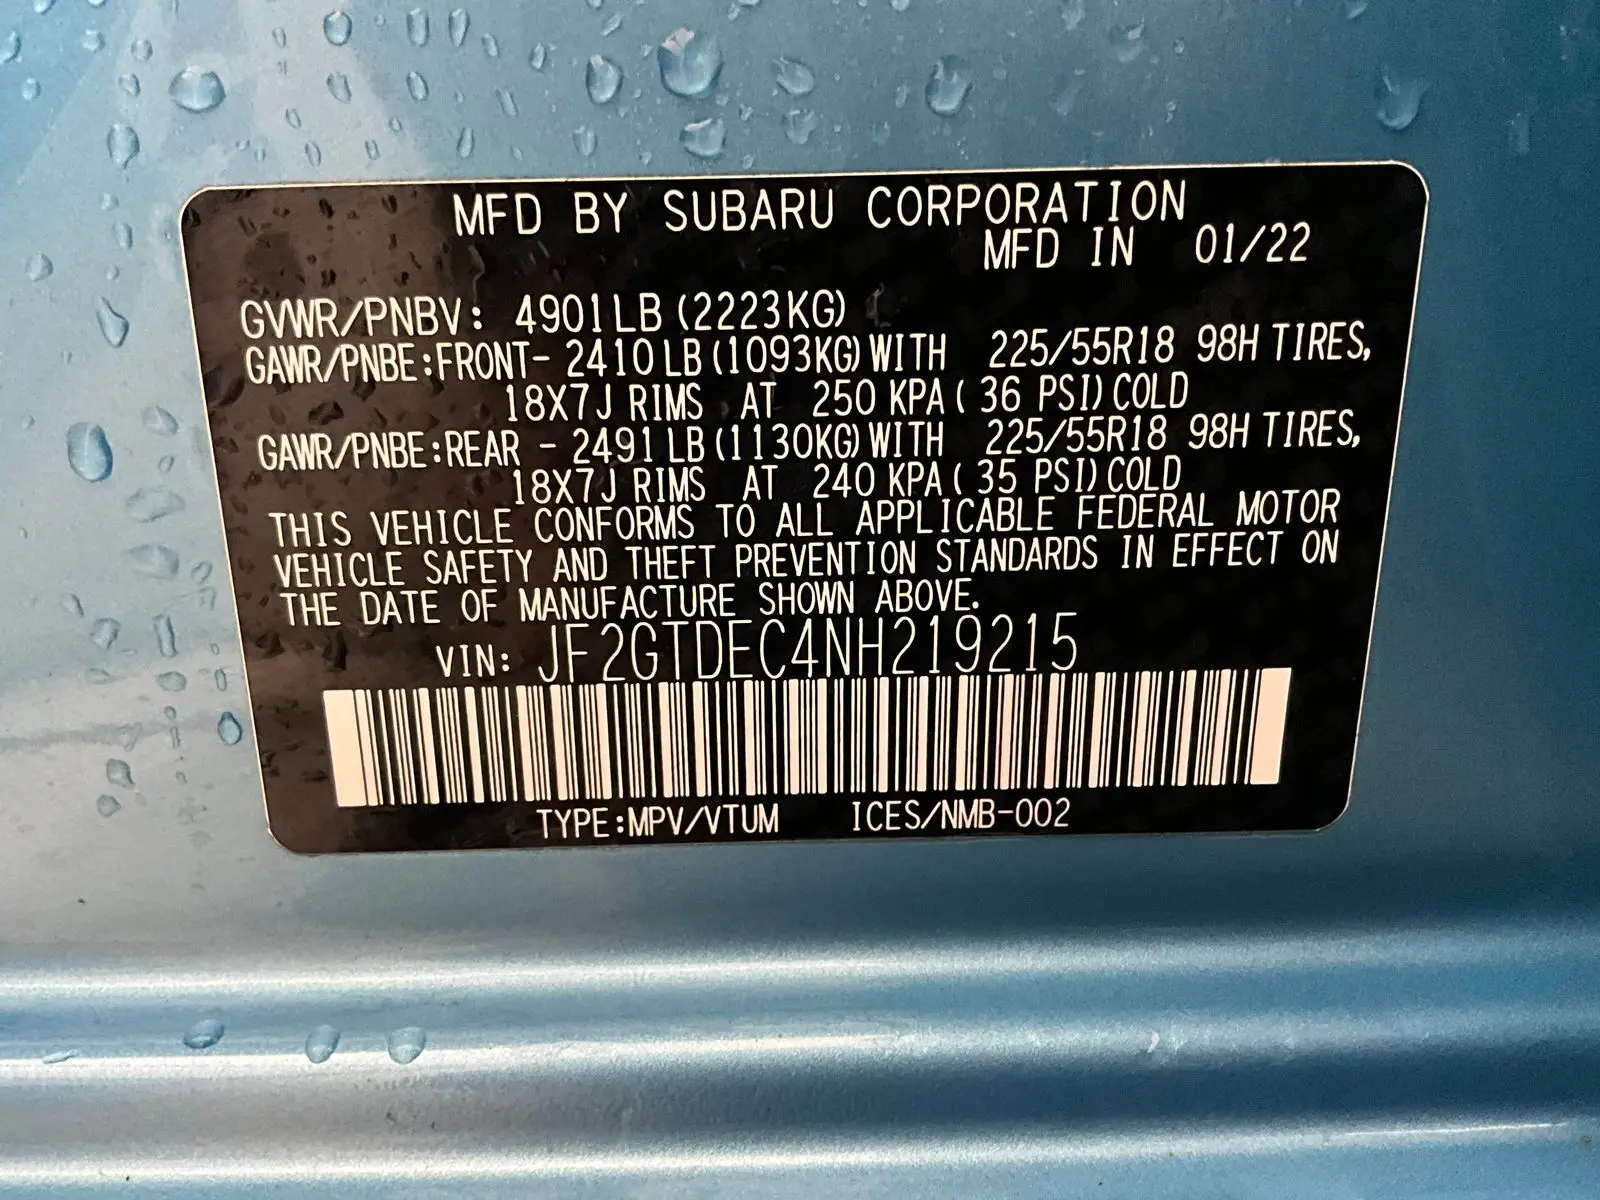 MFD BY SUBARU CORPORATION
MFD IN 01/22
GVWR/PNBV: 4901LB (2223KG)
GAWR/PNBE:FRONT- 2410LB(1093KG)WITH 225/55R18 98H TIRES,
18X7J RIMS AT 250 KPA( 36 PSI)COLD
GAWR/PNBE:REAR - 2491LB(1130KG)WITH 225/55R18 98H TIRES,
18X7J RIMS AT 240 KPA( 35 PSI)COLD
THIS VEHICLE CONFORMS TO ALL APPLICABLE FEDERAL MOTOR
VEHICLE SAFETY AND THEFT PREVENTION STANDARDS IN EFFECT ON
THE DATE OF MANUFACTURE SHOWN ABOVE.
VIN: JF2GTDEC4NH219215
TYPE:MPV/VTUM ICES/NMB-002